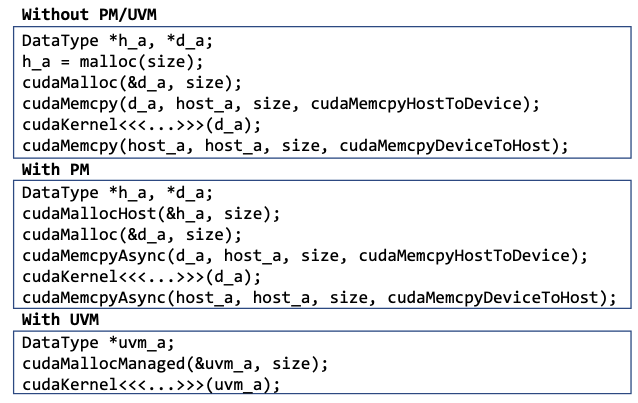 Without PM/UVM
DataType *h_a, *d_a;
h_a = malloc(size);
cudaMalloc(&d_a, size);
cudaMemcpy(d_a, host_a, size, cudaMemcpyHostToDevice);
cudaKernel<<<...>>>(d_a);
cudaMemcpy(host_a, host_a, size, cudaMemcpyDeviceToHost);
With PM
DataType *h_a, *d_a;
cudaMallocHost(&h_a, size);
cudaMalloc(&d_a, size);
cudaMemcpyAsync(d_a, host_a, size, cudaMemcpyHostToDevice);
cudaKernel<<<...>>>(d_a);
cudaMemcpyAsync(host_a, host_a, size, cudaMemcpyDeviceToHost);
With UVM
DataType *uvm_a;
cudaMallocManaged(&uvm_a, size);
cudaKernel<<<...>>>(uvm_a);